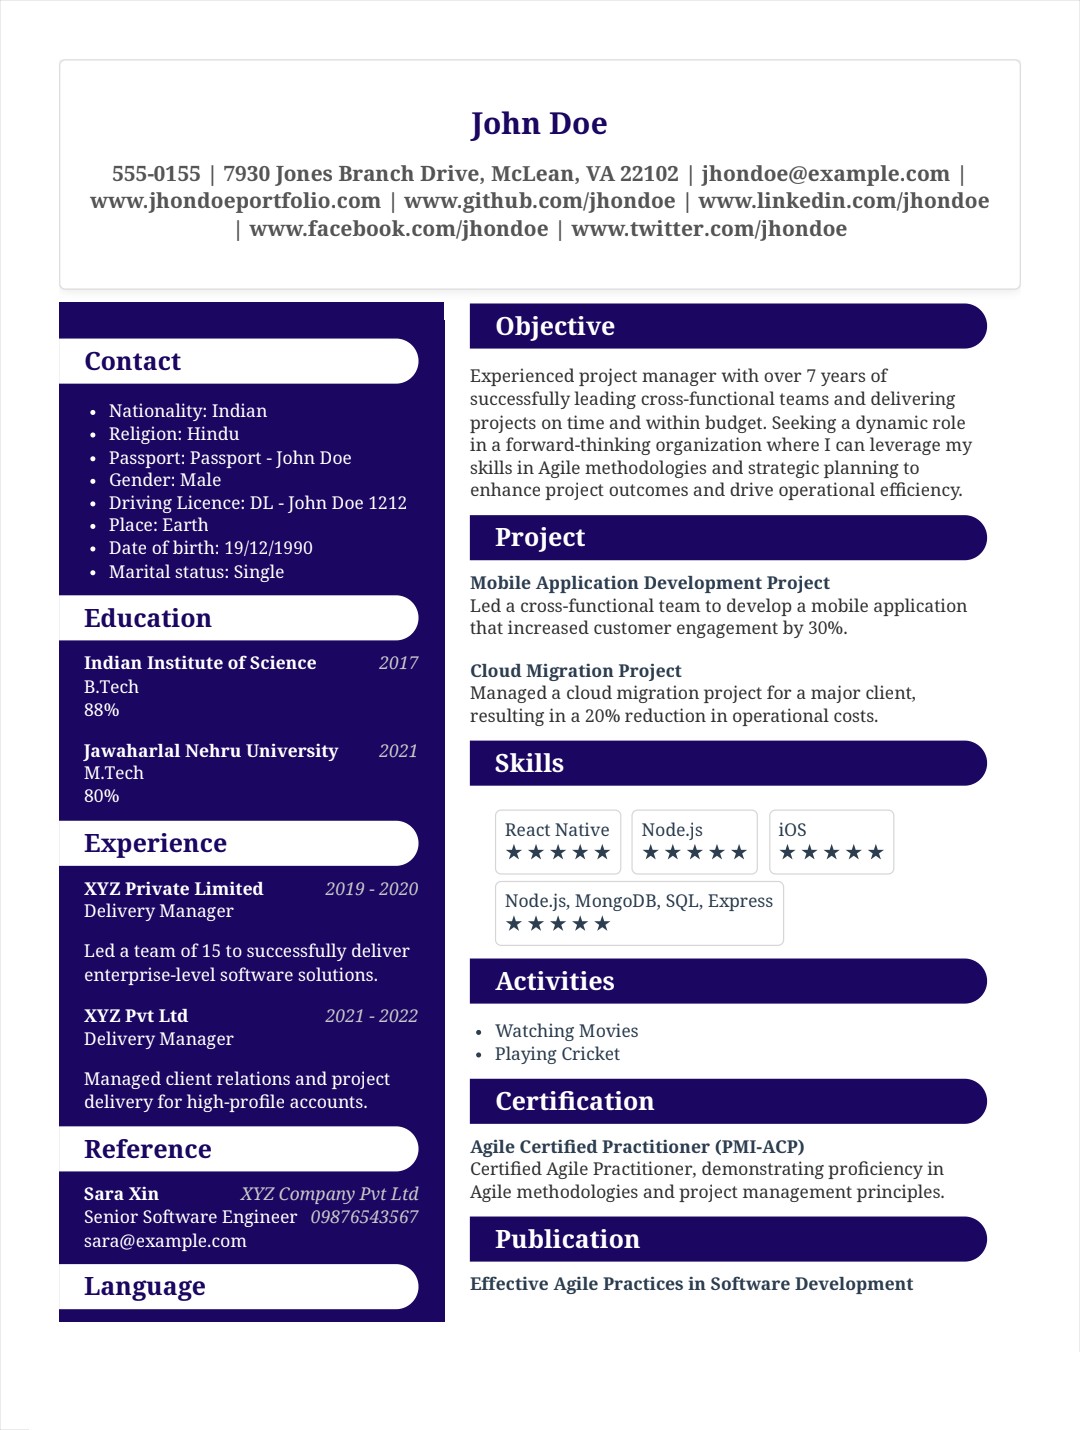 John Doe
555-0155 | 7930 Jones Branch Drive, McLean, VA 22102 | jhondoe@example.com |
www.jhondoeportfolio.com | www.github.com/jhondoe | www.linkedin.com/jhondoe
| www.facebook.com/jhondoe | www.twitter.com/jhondoe
Contact
• Nationality: Indian
• Religion: Hindu
• Passport: Passport - John Doe
• Gender: Male
• Driving Licence: DL - John Doe 1212
• Place: Earth
• Date of birth: 19/12/1990
• Marital status: Single
Education
Indian Institute of Science 2017
B.Tech
88%
Jawaharlal Nehru University 2021
M.Tech
80%
Experience
XYZ Private Limited 2019 - 2020
Delivery Manager
Led a team of 15 to successfully deliver
enterprise-level software solutions.
XYZ Pvt Ltd 2021 - 2022
Delivery Manager
Managed client relations and project
delivery for high-profile accounts.
Reference
Sara Xin XYZ Company Pvt Ltd
Senior Software Engineer 09876543567
sara@example.com
Language
Objective
Experienced project manager with over 7 years of
successfully leading cross-functional teams and delivering
projects on time and within budget. Seeking a dynamic role
in a forward-thinking organization where I can leverage my
skills in Agile methodologies and strategic planning to
enhance project outcomes and drive operational efficiency.
Project
Mobile Application Development Project
Led a cross-functional team to develop a mobile application
that increased customer engagement by 30%.
Cloud Migration Project
Managed a cloud migration project for a major client,
resulting in a 20% reduction in operational costs.
Skills
React Native
★★★★★
Node.js
★★★★★
iOS
★★★★★
Node.js, MongoDB, SQL, Express
★★★★★
Activities
• Watching Movies
• Playing Cricket
Certification
Agile Certified Practitioner (PMI-ACP)
Certified Agile Practitioner, demonstrating proficiency in
Agile methodologies and project management principles.
Publication
Effective Agile Practices in Software Development